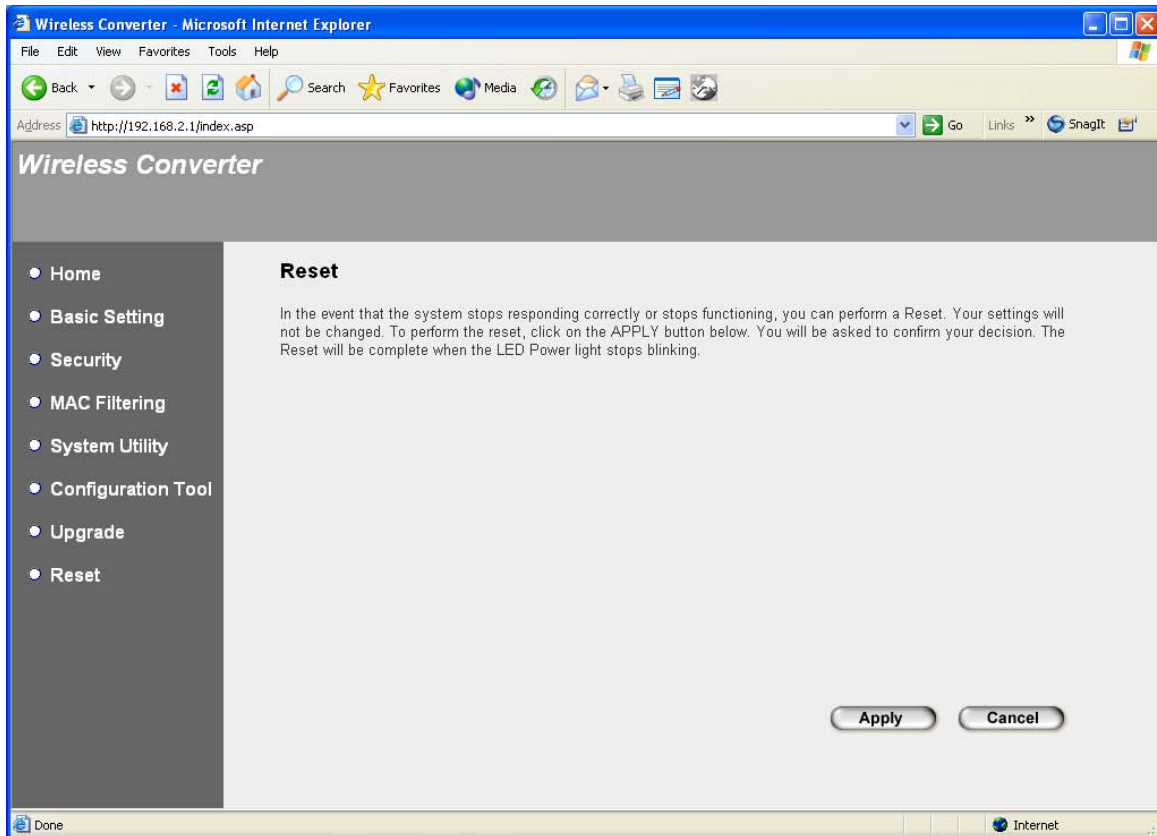 Wireless Converter - Microsoft Internet Explorer
File Edit View Favorites Tools Help
Back Search Favorites Media
Address http://192.168.2.1/index.asp Go Links » SnagIt
Wireless Converter
Home
Basic Setting
Security
MAC Filtering
System Utility
Configuration Tool
Upgrade
Reset
Reset
In the event that the system stops responding correctly or stops functioning, you can perform a Reset. Your settings will
not be changed. To perform the reset, click on the APPLY button below. You will be asked to confirm your decision. The
Reset will be complete when the LED Power light stops blinking.
Apply Cancel
Done Internet